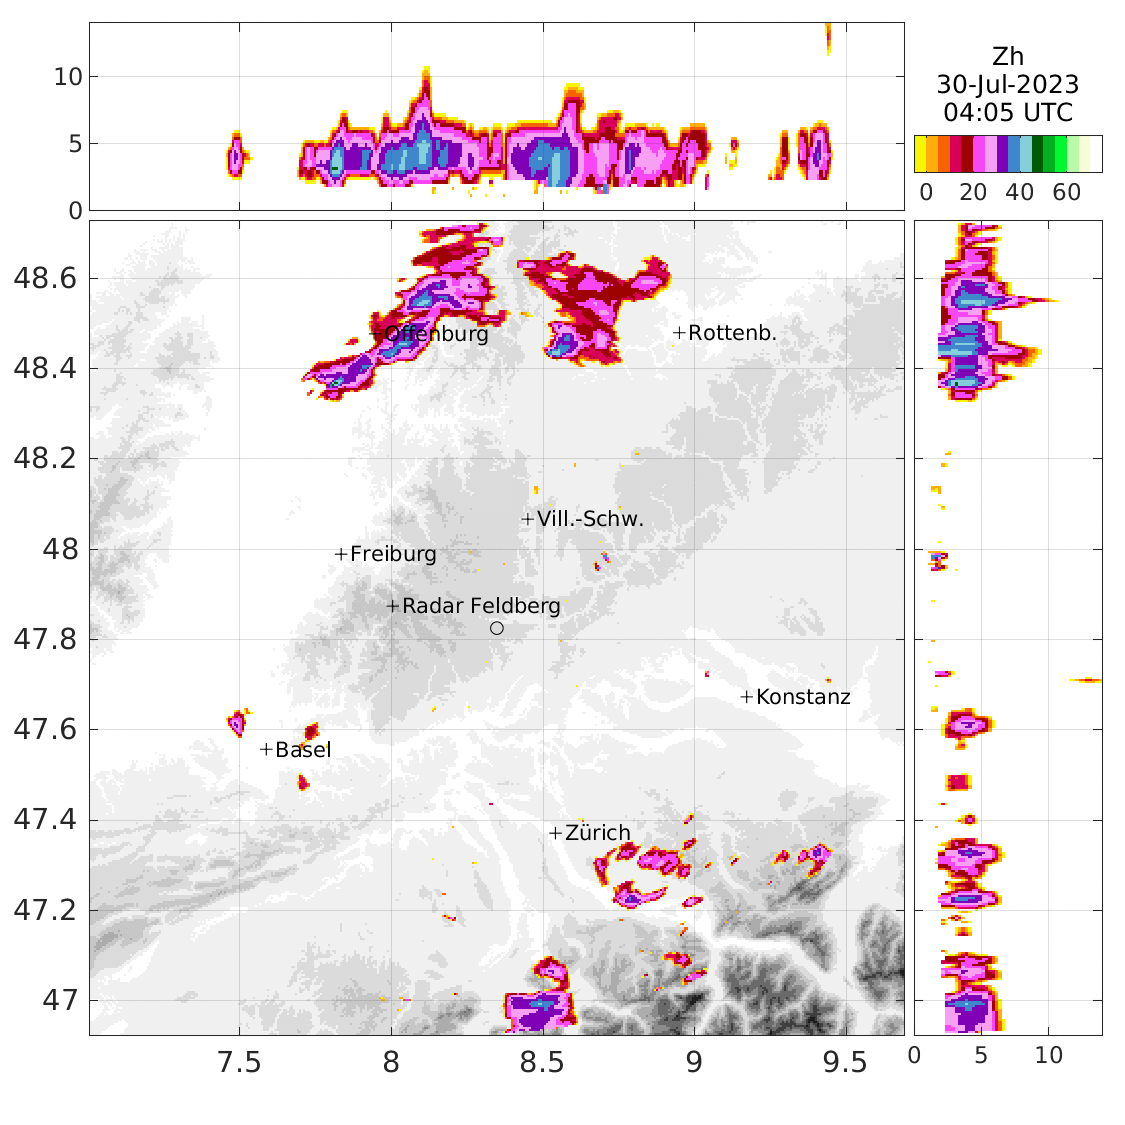 10
5
0
Zh
30-Jul-2023
04:05 UTC
0 20 40 60
48.6
48.4
48.2
48
47.8
47.6
47.4
47.2
47
Offenburg
+Rottenb.
+Vill.-Schw.
+Freiburg
+Radar Feldberg
+Konstanz
+Basel
+Zürich
7.5 8 8.5 9 9.5
0 5 10